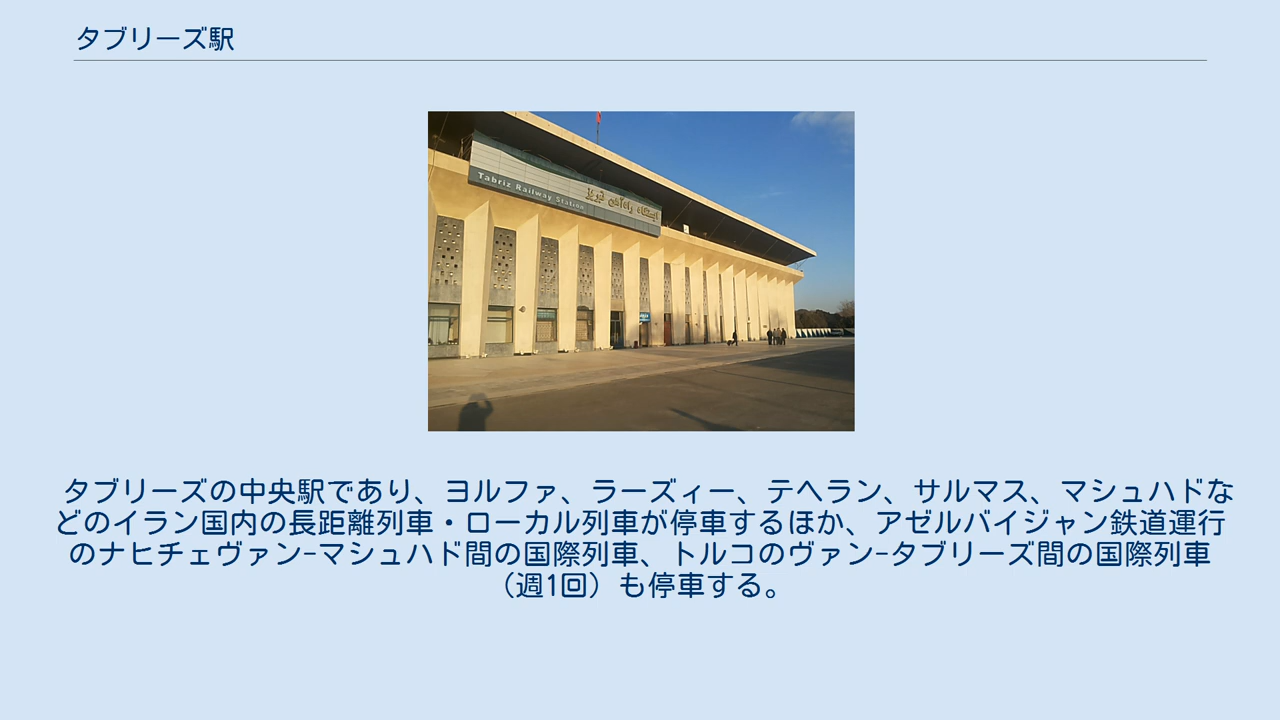 タブリーズ駅
Tabriz Railway Station
ایستگاه راه‌آهن تبریز
タブリーズの中央駅であり、ヨルファ、ラーズィー、テヘラン、サルマス、マシュハドな
どのイラン国内の長距離列車・ローカル列車が停車するほか、アゼルバイジャン鉄道運行
のナヒチェヴァン-マシュハド間の国際列車、トルコのヴァン-タブリーズ間の国際列車
（週1回）も停車する。